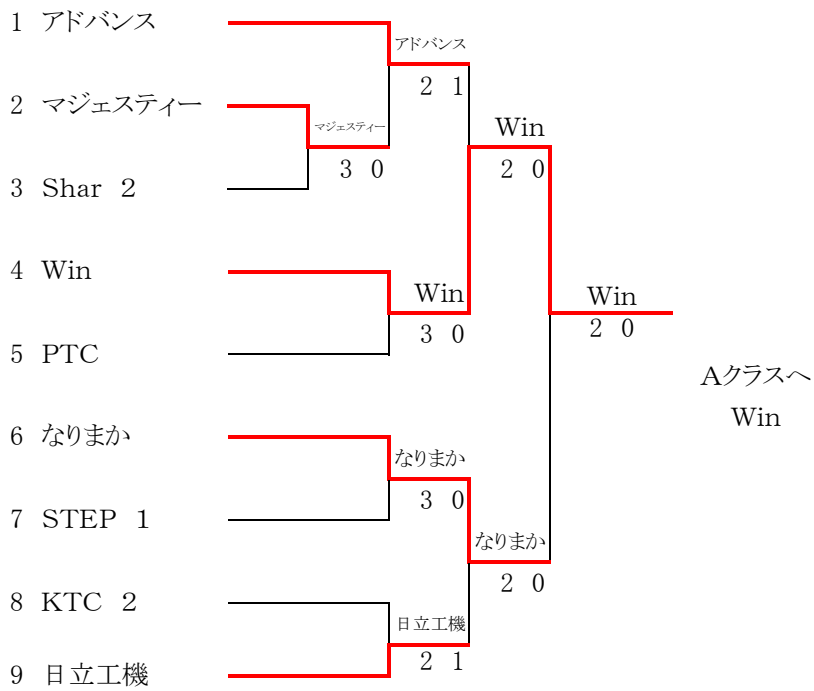 1 アドバンス
アドバンス
2 1
2 マジェスティー
マジェスティー
3 0
Win
2 0
3 Shar 2
4 Win
Win
3 0
Win
2 0
5 PTC
Aクラスへ
Win
6 なりまか
なりまか
3 0
7 STEP 1
なりまか
2 0
8 KTC 2
日立工機
2 1
9 日立工機